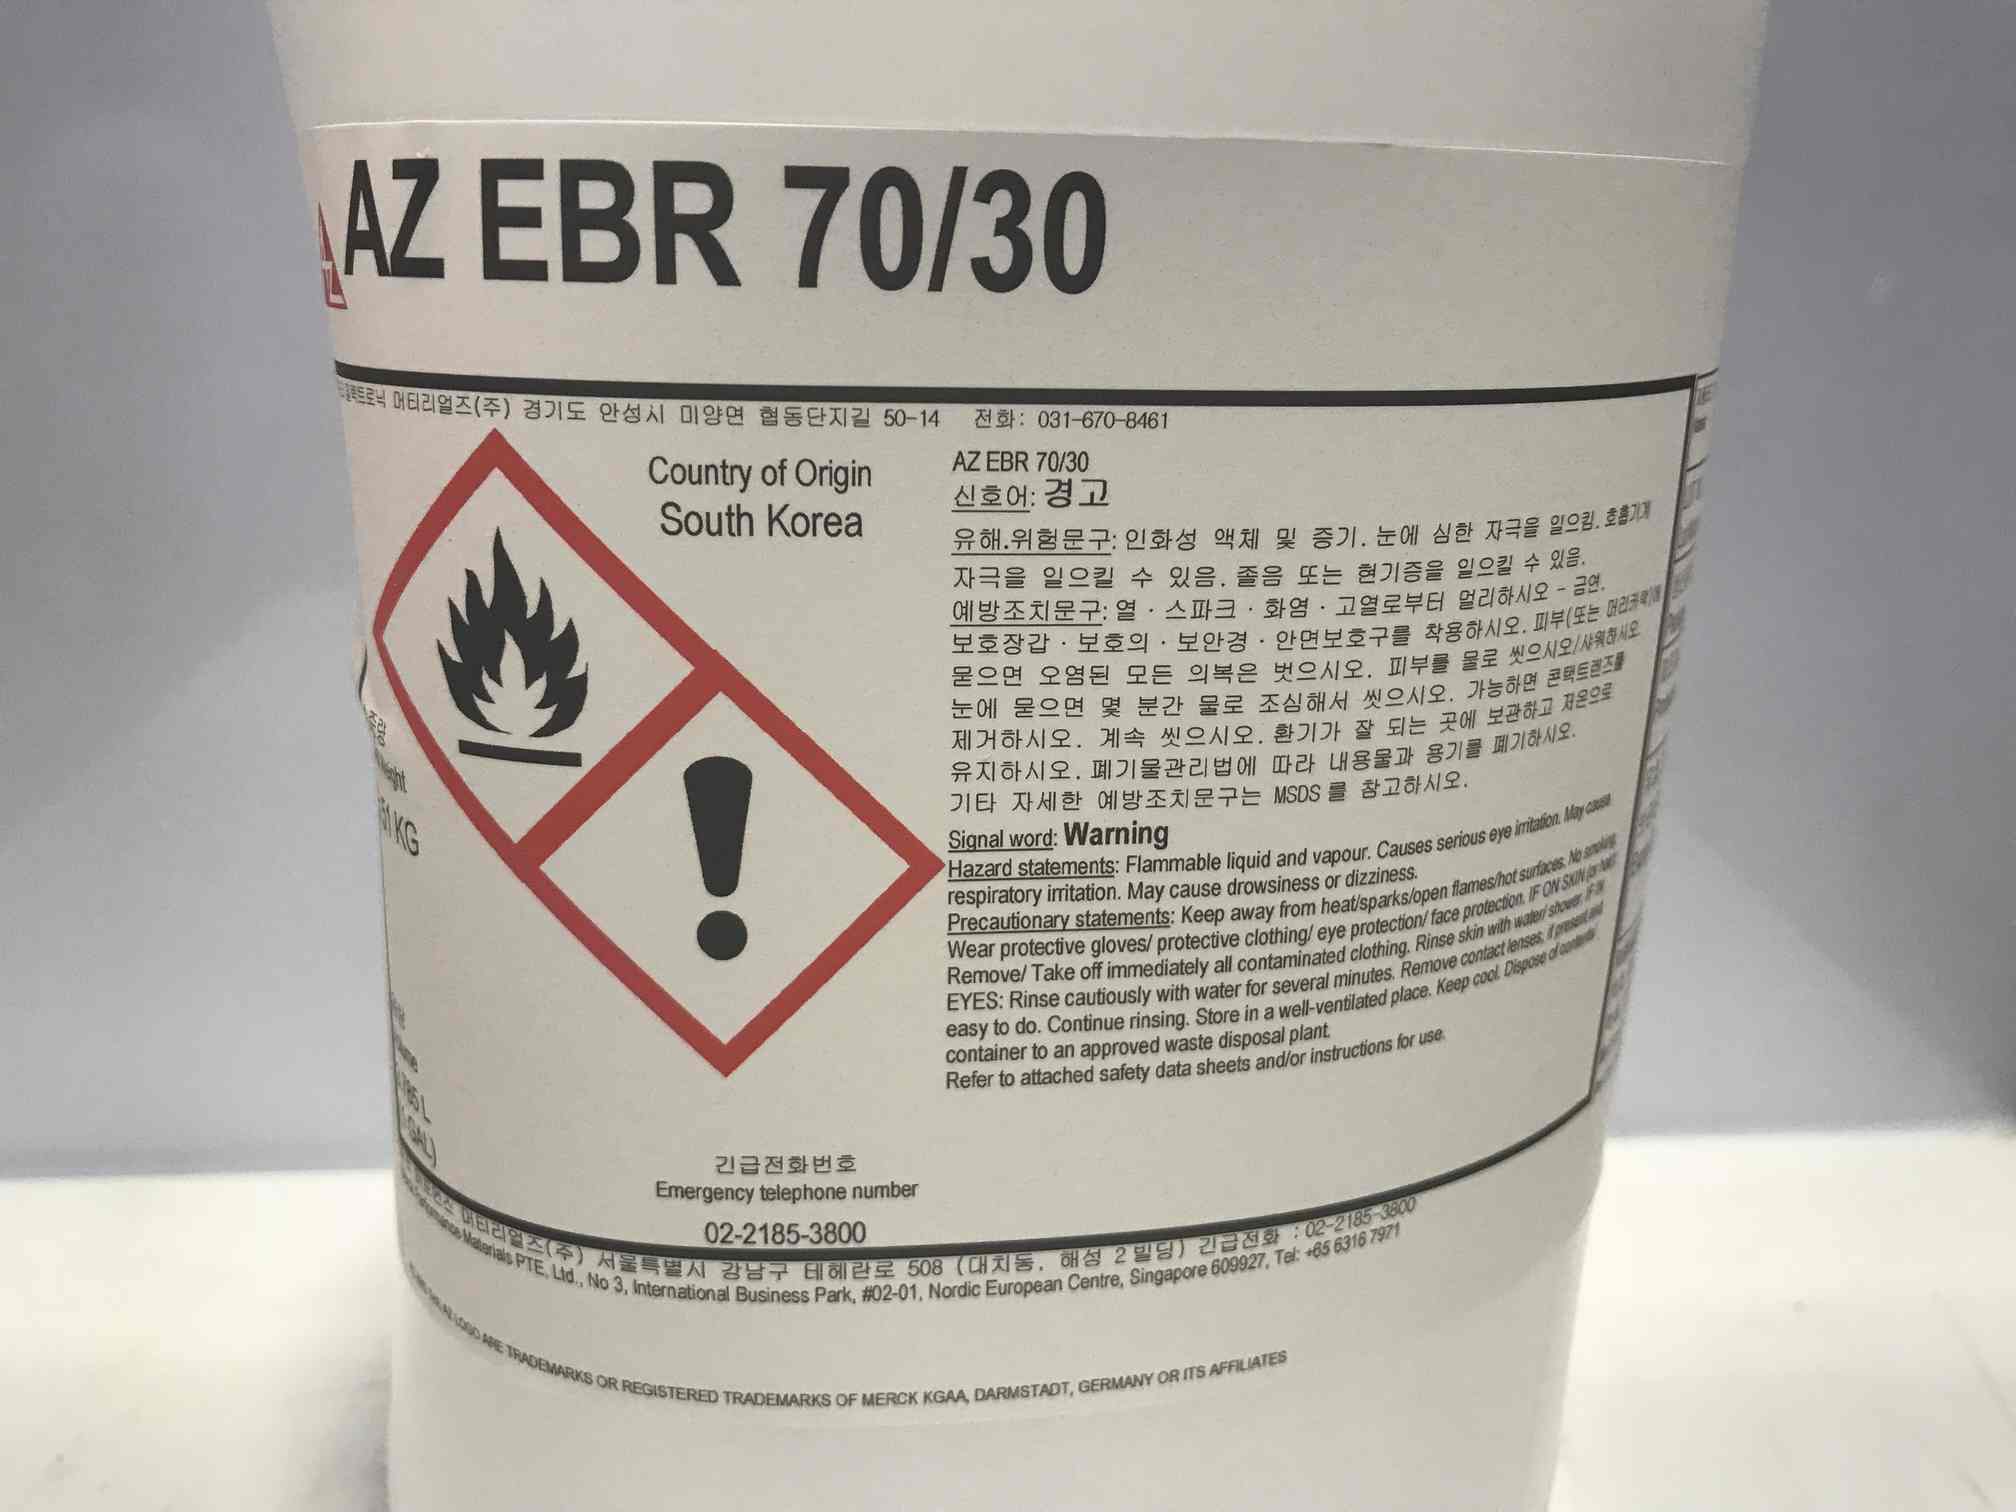 AZ EBR 70/30
머티리얼즈(주) 경기도 안성시 미양면 협동단지길 50-14 전화: 031-670-8461
Country of Origin
South Korea
AZ EBR 70/30
신호어: 경고
유해.위험문구: 인화성 액체 및 증기. 눈에 심한 자극을 일으킴. 호흡기계
자극을 일으킬 수 있음. 졸음 또는 현기증을 일으킬 수 있음.
예방조치문구: 열 · 스파크 · 화염 · 고열로부터 멀리하시오 - 금연.
보호장갑 · 보호의 · 보안경 · 안면보호구를 착용하시오. 피부(또는 머리카락)에
묻으면 오염된 모든 의복은 벗으시오. 피부를 물로 씻으시오/샤워하시오.
눈에 묻으면 몇 분간 물로 조심해서 씻으시오. 가능하면 콘택트렌즈를
제거하시오. 계속 씻으시오. 환기가 잘 되는 곳에 보관하고 저온으로
유지하시오. 폐기물관리법에 따라 내용물과 용기를 폐기하시오.
기타 자세한 예방조치문구는 MSDS 를 참고하시오.
Signal word: Warning
Hazard statements: Flammable liquid and vapour. Causes serious eye irritation. May cause
respiratory irritation. May cause drowsiness or dizziness.
Precautionary statements: Keep away from heat/sparks/open flames/hot surfaces. No smoking.
Wear protective gloves/ protective clothing/ eye protection/ face protection. IF ON SKIN (or hair):
Remove/ Take off immediately all contaminated clothing. Rinse skin with water/ shower. IF IN
EYES: Rinse cautiously with water for several minutes. Remove contact lenses, if present and
easy to do. Continue rinsing. Store in a well-ventilated place. Keep cool. Dispose of contents/
container to an approved waste disposal plant.
Refer to attached safety data sheets and/or instructions for use.
KG
L
GAL)
긴급전화번호
Emergency telephone number
02-2185-3800
머티리얼즈(주) 서울특별시 강남구 테헤란로 508 (대치동, 해성 2 빌딩) 긴급전화 : 02-2185-3800
Performance Materials PTE, Ltd., No 3, International Business Park, #02-01, Nordic European Centre, Singapore 609927, Tel: +65 6316 7971
AZ LOGO ARE TRADEMARKS OR REGISTERED TRADEMARKS OF MERCK KGAA, DARMSTADT, GERMANY OR ITS AFFILIATES